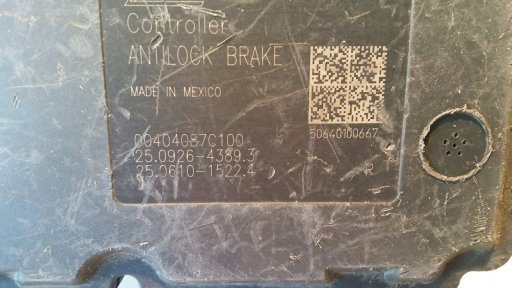 Controller
ANTILOCK BRAKE
MADE IN MEXICO
50640100667
00404087C100
25.0926-4389.3
25.0610-1522.4
R